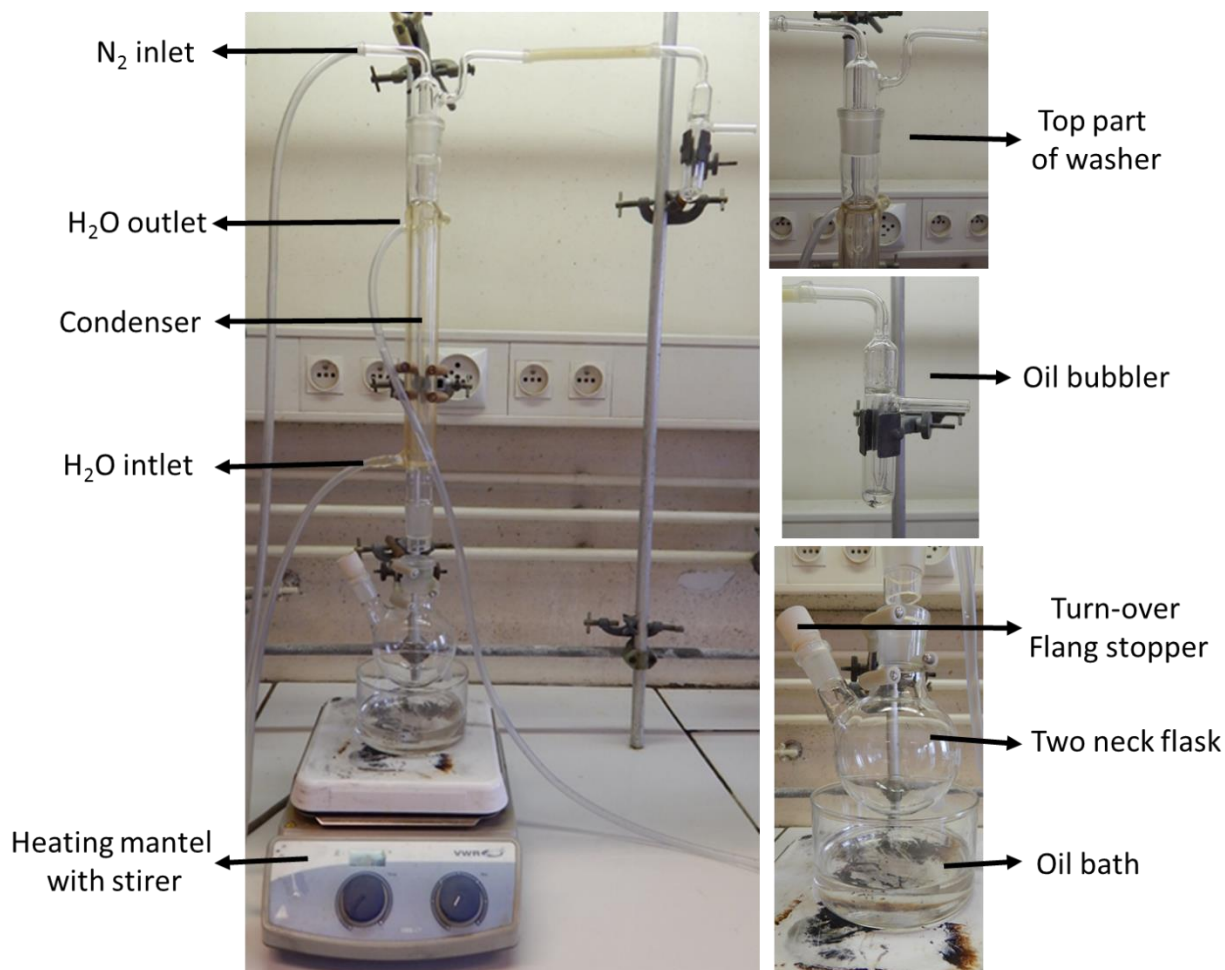 N₂ inlet
H₂O outlet
Condenser
H₂O intlet
Heating mantel
with stirer
VWR
Top part
of washer
Oil bubbler
Turn-over
Flang stopper
Two neck flask
Oil bath